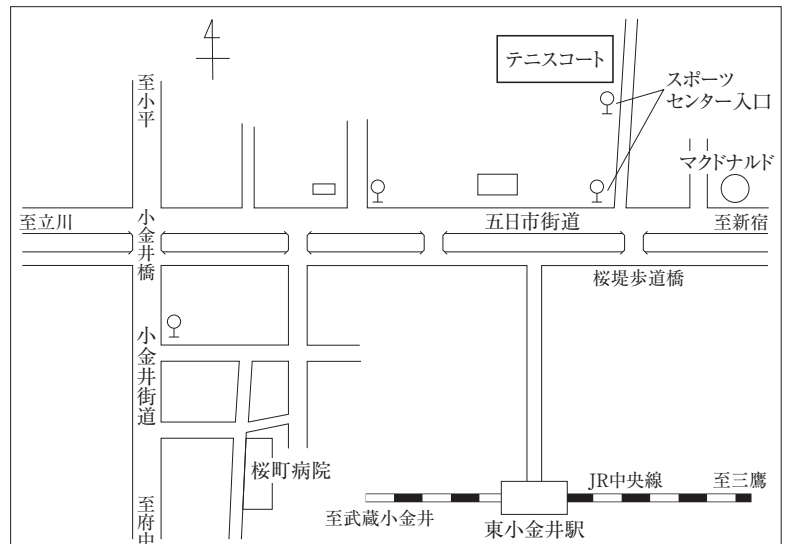 テニスコート
スポーツ
センター入口
至小平
マクドナルド
至立川
小金井橋
五日市街道
至新宿
桜堤歩道橋
小金井街道
桜町病院
JR中央線
至三鷹
至武蔵小金井
東小金井駅
至府中